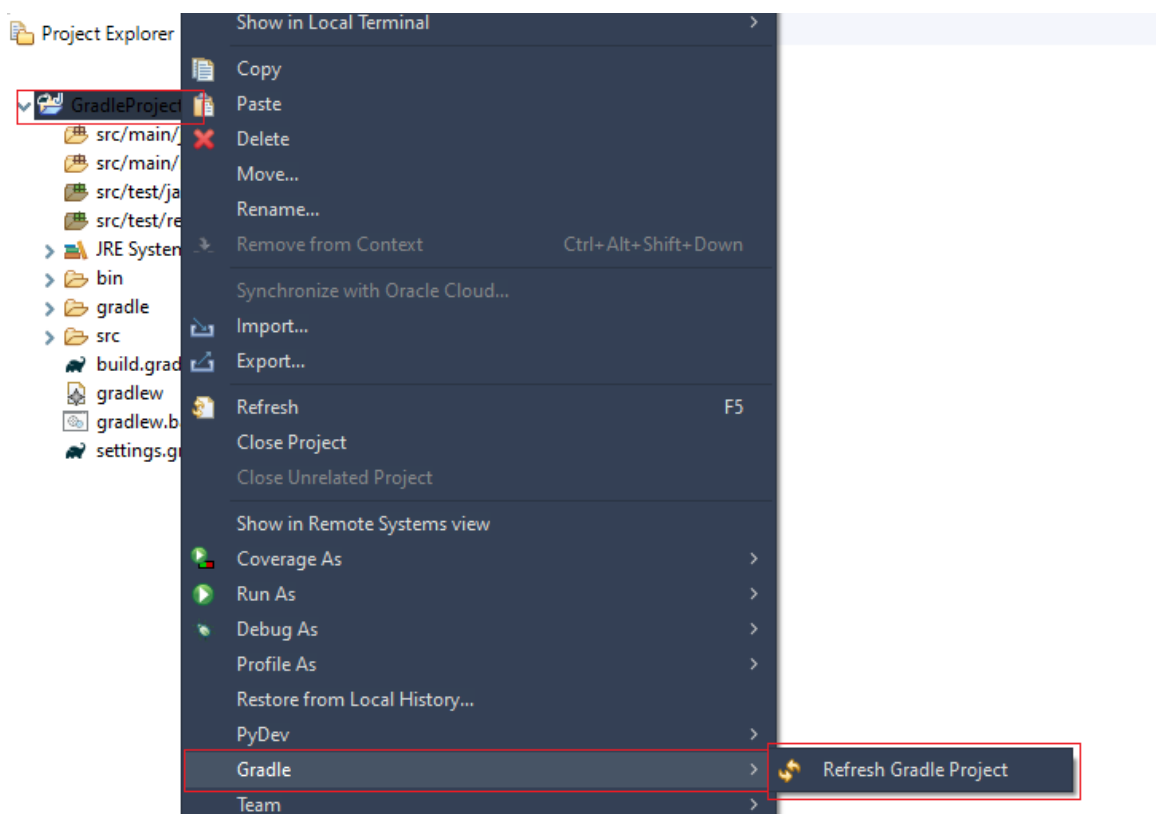 Project Explorer
GradleProject
src/main/j
src/main/
src/test/ja
src/test/re
JRE System
bin
gradle
src
build.grad
gradlew
gradlew.b
settings.g
Show in Local Terminal
Copy
Paste
Delete
Move...
Rename...
Remove from Context Ctrl+Alt+Shift+Down
Synchronize with Oracle Cloud...
Import...
Export...
Refresh F5
Close Project
Close Unrelated Project
Show in Remote Systems view
Coverage As
Run As
Debug As
Profile As
Restore from Local History...
PyDev
Gradle
Team
Refresh Gradle Project